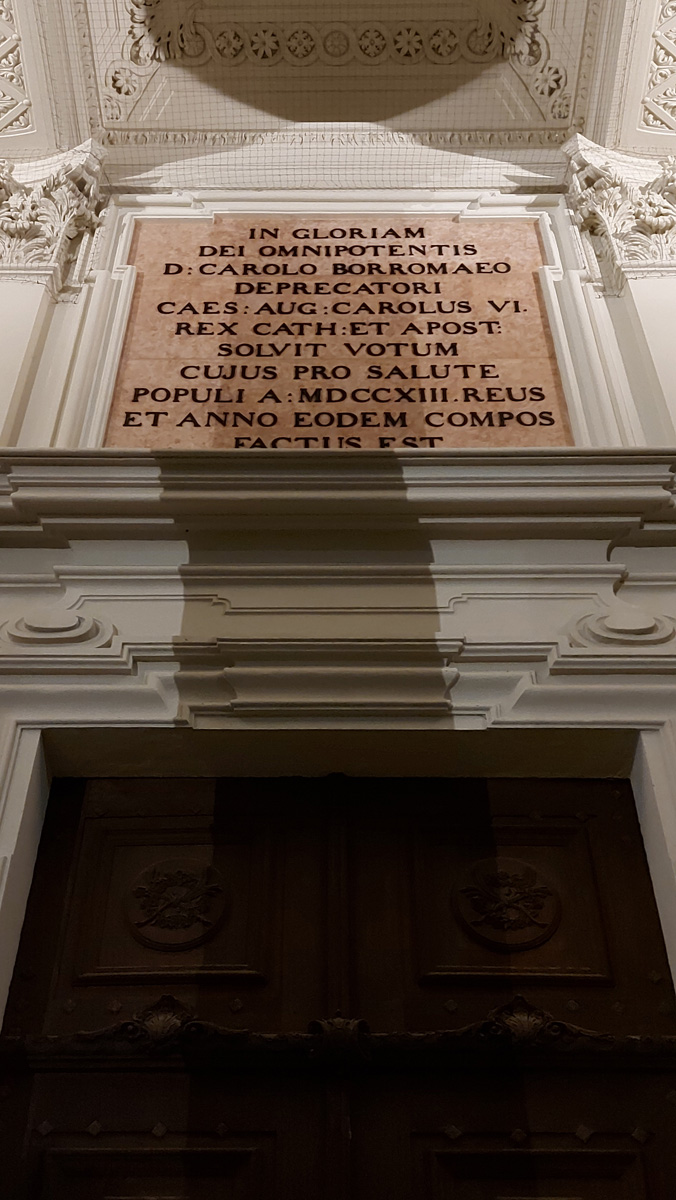 IN GLORIAM
DEI OMNIPOTENTIS
D: CAROLO BORROMAEO
DEPRECATORI
CAES: AUG: CAROLUS VI.
REX CATH: ET APOST:
SOLVIT VOTUM
CUJUS PRO SALUTE
POPULI A: MDCCXIII. REUS
ET ANNO EODEM COMPOS
FACTUS EST